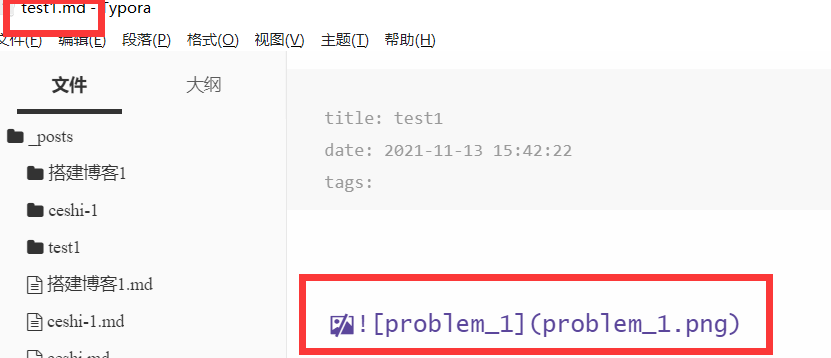 test1.md - Typora
文件(F) 编辑(E) 段落(P) 格式(O) 视图(V) 主题(T) 帮助(H)
文件 大纲
_posts
搭建博客1
ceshi-1
test1
搭建博客1.md
ceshi-1.md
ceshi.md
title: test1
date: 2021-11-13 15:42:22
tags:
![problem_1](problem_1.png)